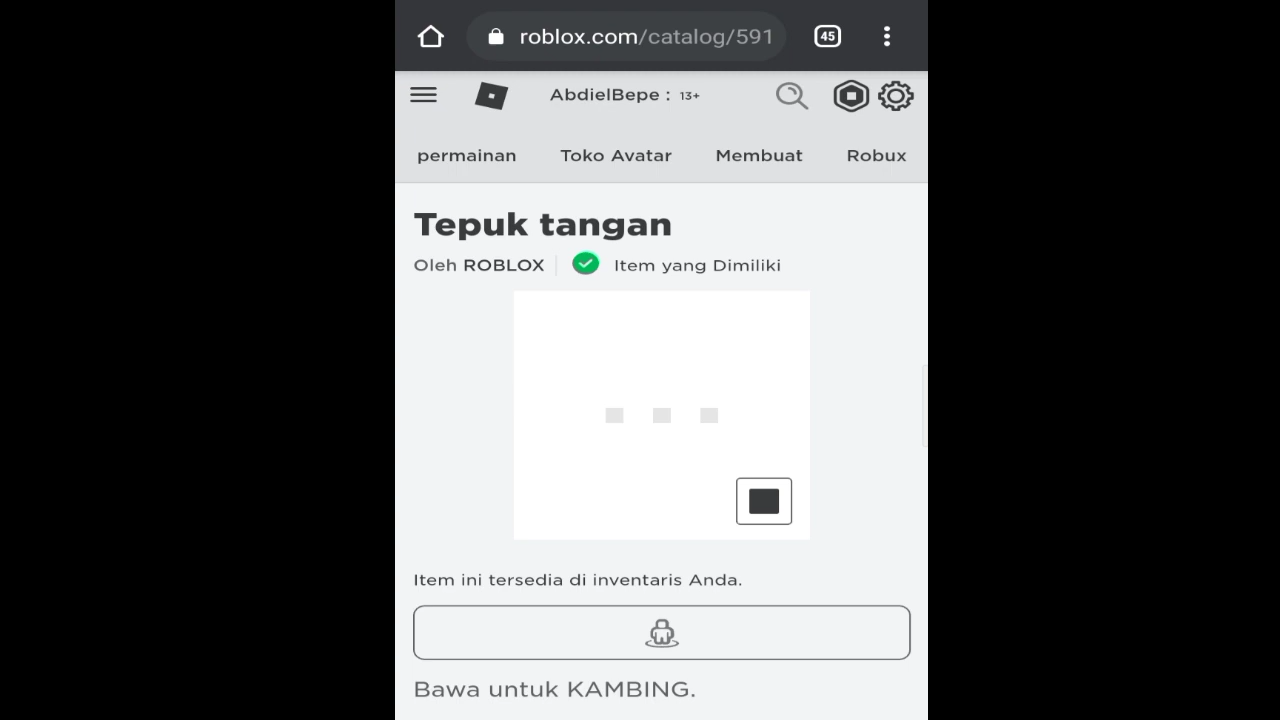 roblox.com/catalog/591
45
AbdielBepe : 13+
permainan Toko Avatar Membuat Robux
Tepuk tangan
Oleh ROBLOX Item yang Dimiliki
Item ini tersedia di inventaris Anda.
Bawa untuk KAMBING.